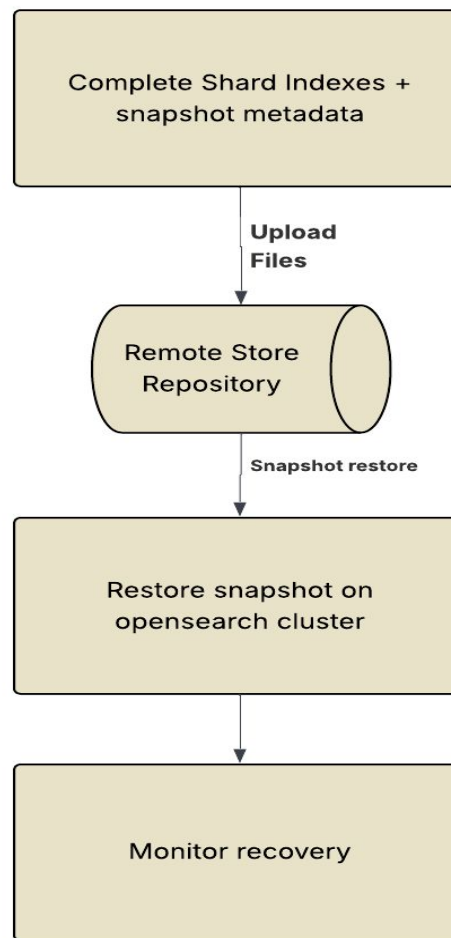 Complete Shard Indexes +
snapshot metadata
Upload
Files
Remote Store
Repository
Snapshot restore
Restore snapshot on
opensearch cluster
Monitor recovery